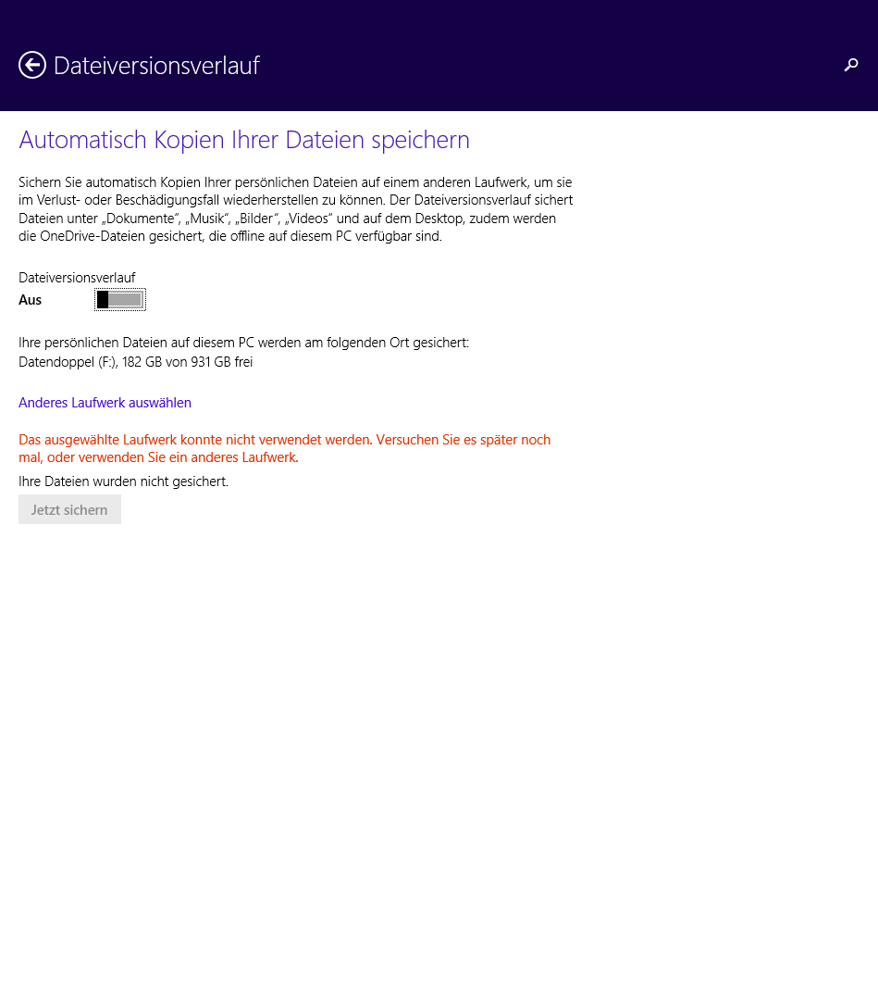 Dateiversionsverlauf
Automatisch Kopien Ihrer Dateien speichern
Sichern Sie automatisch Kopien Ihrer persönlichen Dateien auf einem anderen Laufwerk, um sie
im Verlust- oder Beschädigungsfall wiederherstellen zu können. Der Dateiversionsverlauf sichert
Dateien unter „Dokumente“, „Musik“, „Bilder“, „Videos“ und auf dem Desktop, zudem werden
die OneDrive-Dateien gesichert, die offline auf diesem PC verfügbar sind.
Dateiversionsverlauf
Aus
Ihre persönlichen Dateien auf diesem PC werden am folgenden Ort gesichert:
Datendoppel (F:), 182 GB von 931 GB frei
Anderes Laufwerk auswählen
Das ausgewählte Laufwerk konnte nicht verwendet werden. Versuchen Sie es später noch
mal, oder verwenden Sie ein anderes Laufwerk.
Ihre Dateien wurden nicht gesichert.
Jetzt sichern